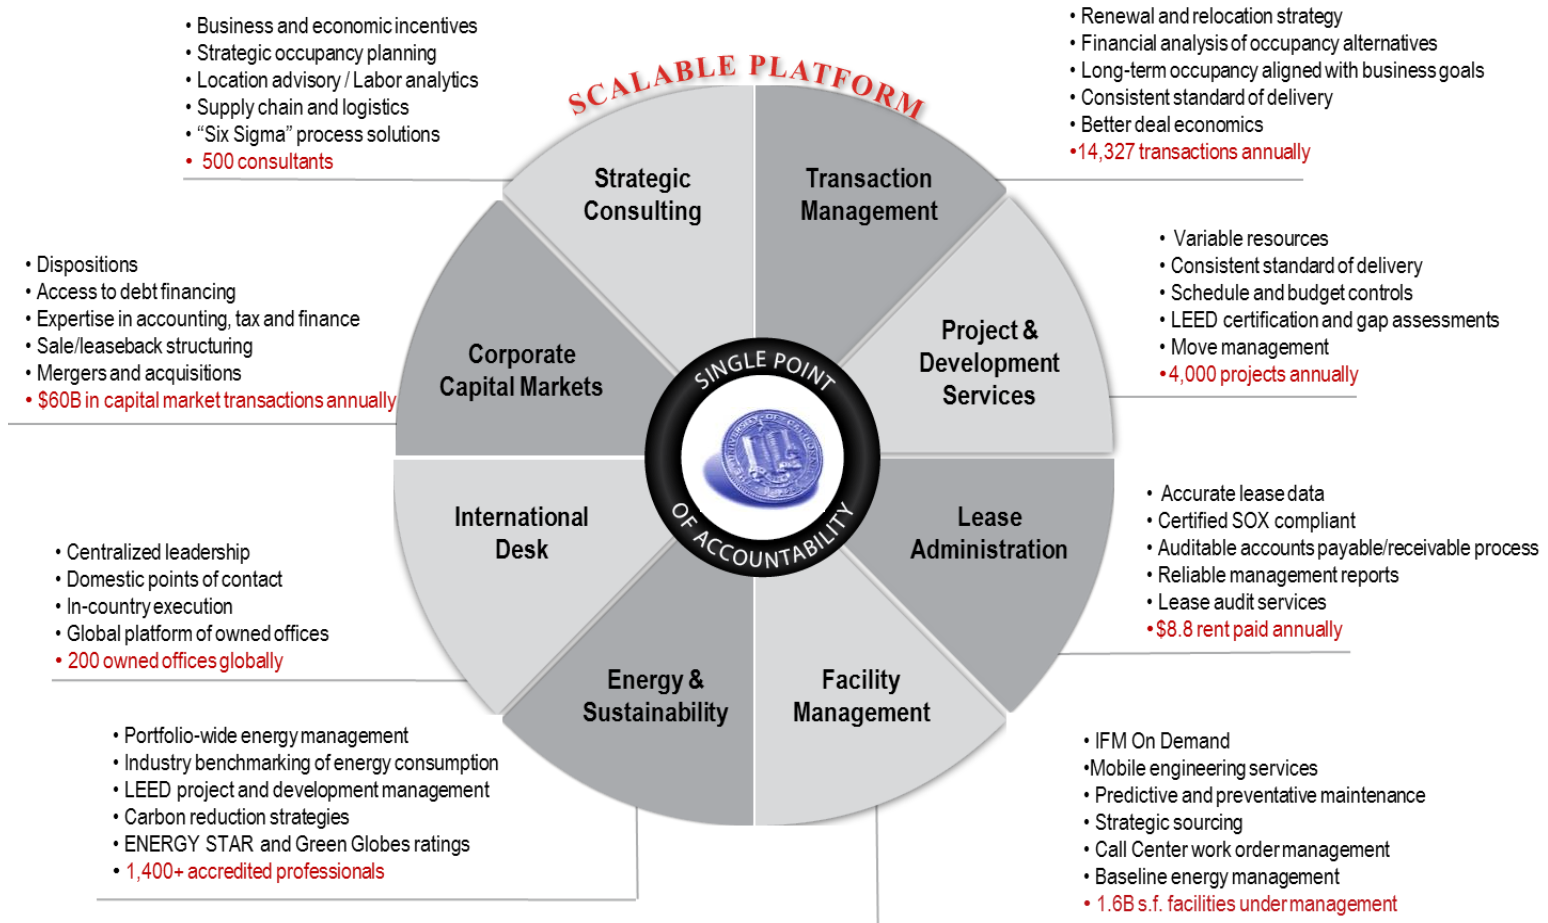 SCALABLE PLATFORM
• Business and economic incentives
• Strategic occupancy planning
• Location advisory / Labor analytics
• Supply chain and logistics
• “Six Sigma” process solutions
• 500 consultants
• Renewal and relocation strategy
• Financial analysis of occupancy alternatives
• Long-term occupancy aligned with business goals
• Consistent standard of delivery
• Better deal economics
•14,327 transactions annually
Strategic
Consulting
Transaction
Management
• Dispositions
• Access to debt financing
• Expertise in accounting, tax and finance
• Sale/leaseback structuring
• Mergers and acquisitions
• $60B in capital market transactions annually
Corporate
Capital Markets
Project &
Development
Services
• Variable resources
• Consistent standard of delivery
• Schedule and budget controls
• LEED certification and gap assessments
• Move management
•4,000 projects annually
SINGLE POINT
OF ACCOUNTABILITY
International
Desk
Lease
Administration
• Centralized leadership
• Domestic points of contact
• In-country execution
• Global platform of owned offices
• 200 owned offices globally
• Accurate lease data
• Certified SOX compliant
• Auditable accounts payable/receivable process
• Reliable management reports
• Lease audit services
•$8.8 rent paid annually
Energy &
Sustainability
Facility
Management
• Portfolio-wide energy management
• Industry benchmarking of energy consumption
• LEED project and development management
• Carbon reduction strategies
• ENERGY STAR and Green Globes ratings
• 1,400+ accredited professionals
• IFM On Demand
•Mobile engineering services
• Predictive and preventative maintenance
• Strategic sourcing
• Call Center work order management
• Baseline energy management
• 1.6B s.f. facilities under management